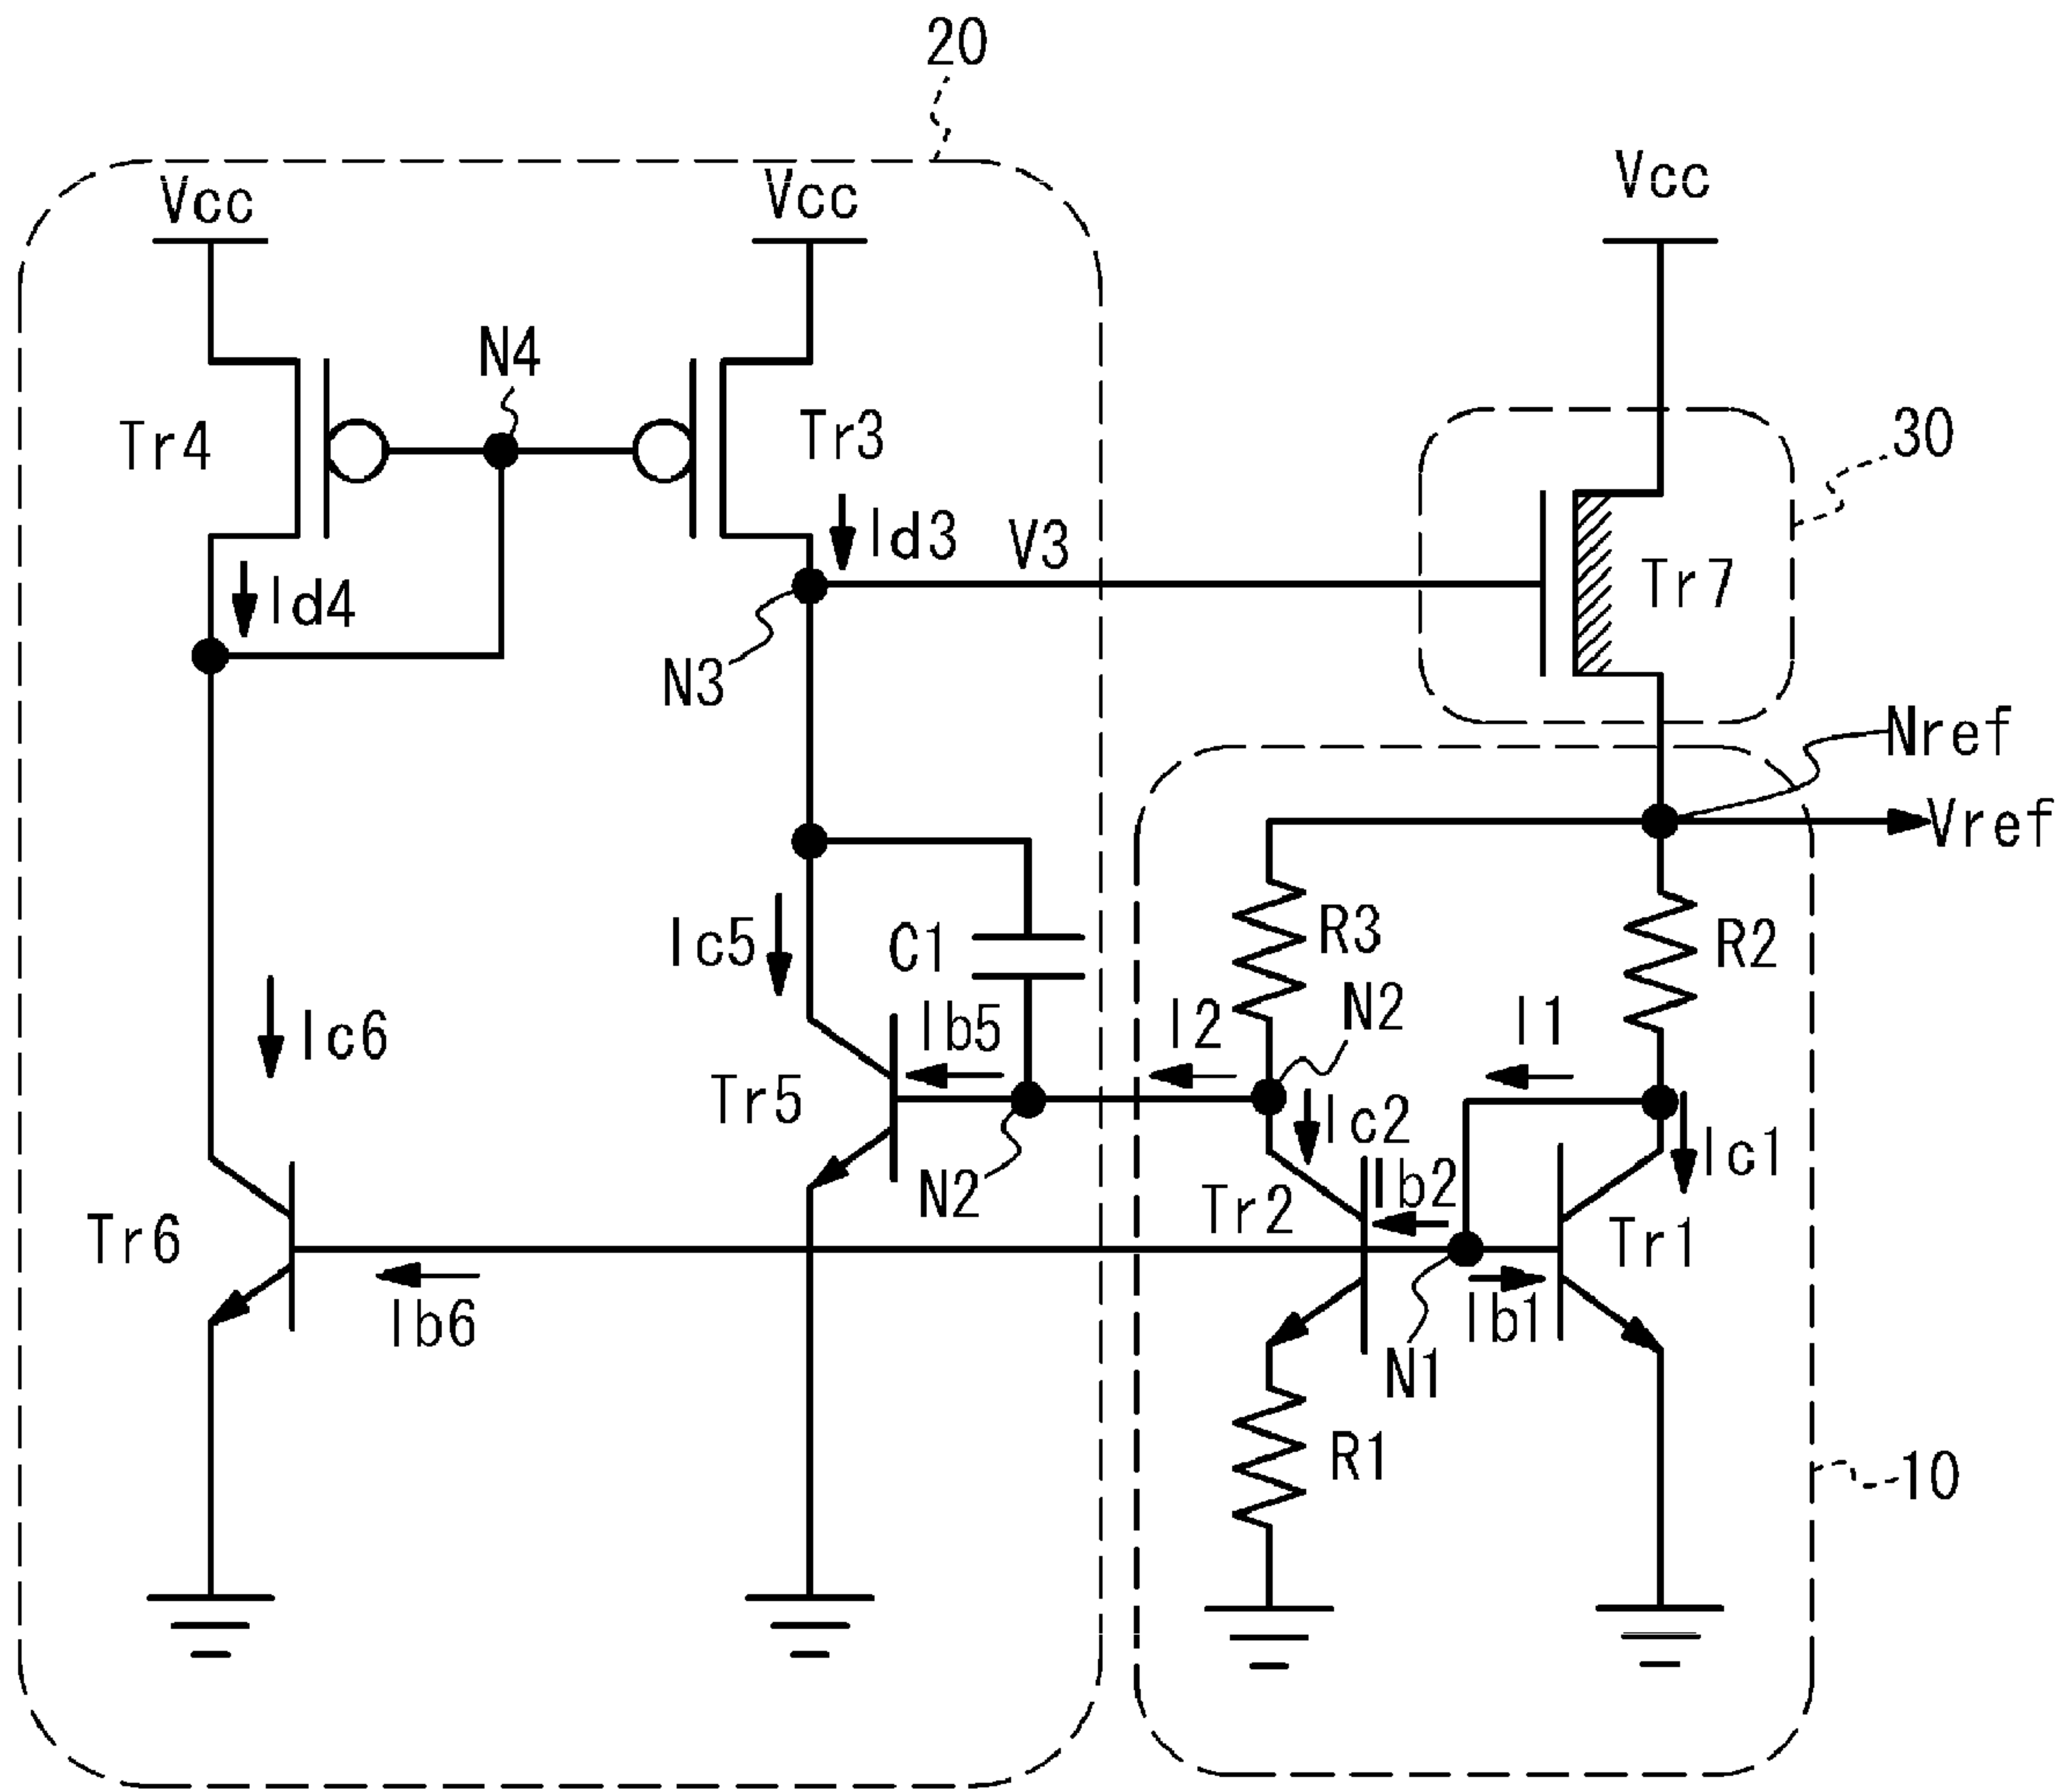 20
Vcc
Vcc
Vcc
N4
Tr4
Tr3
30
Id3
V3
Id4
Tr7
N3
Nref
Vref
Ic5
C1
R3
R2
Ic6
Ib5
I2
N2
I1
Tr5
Ic2
Ic1
N2
Tr2
Ib2
Tr6
Tr1
Ib6
Ib1
N1
R1
10